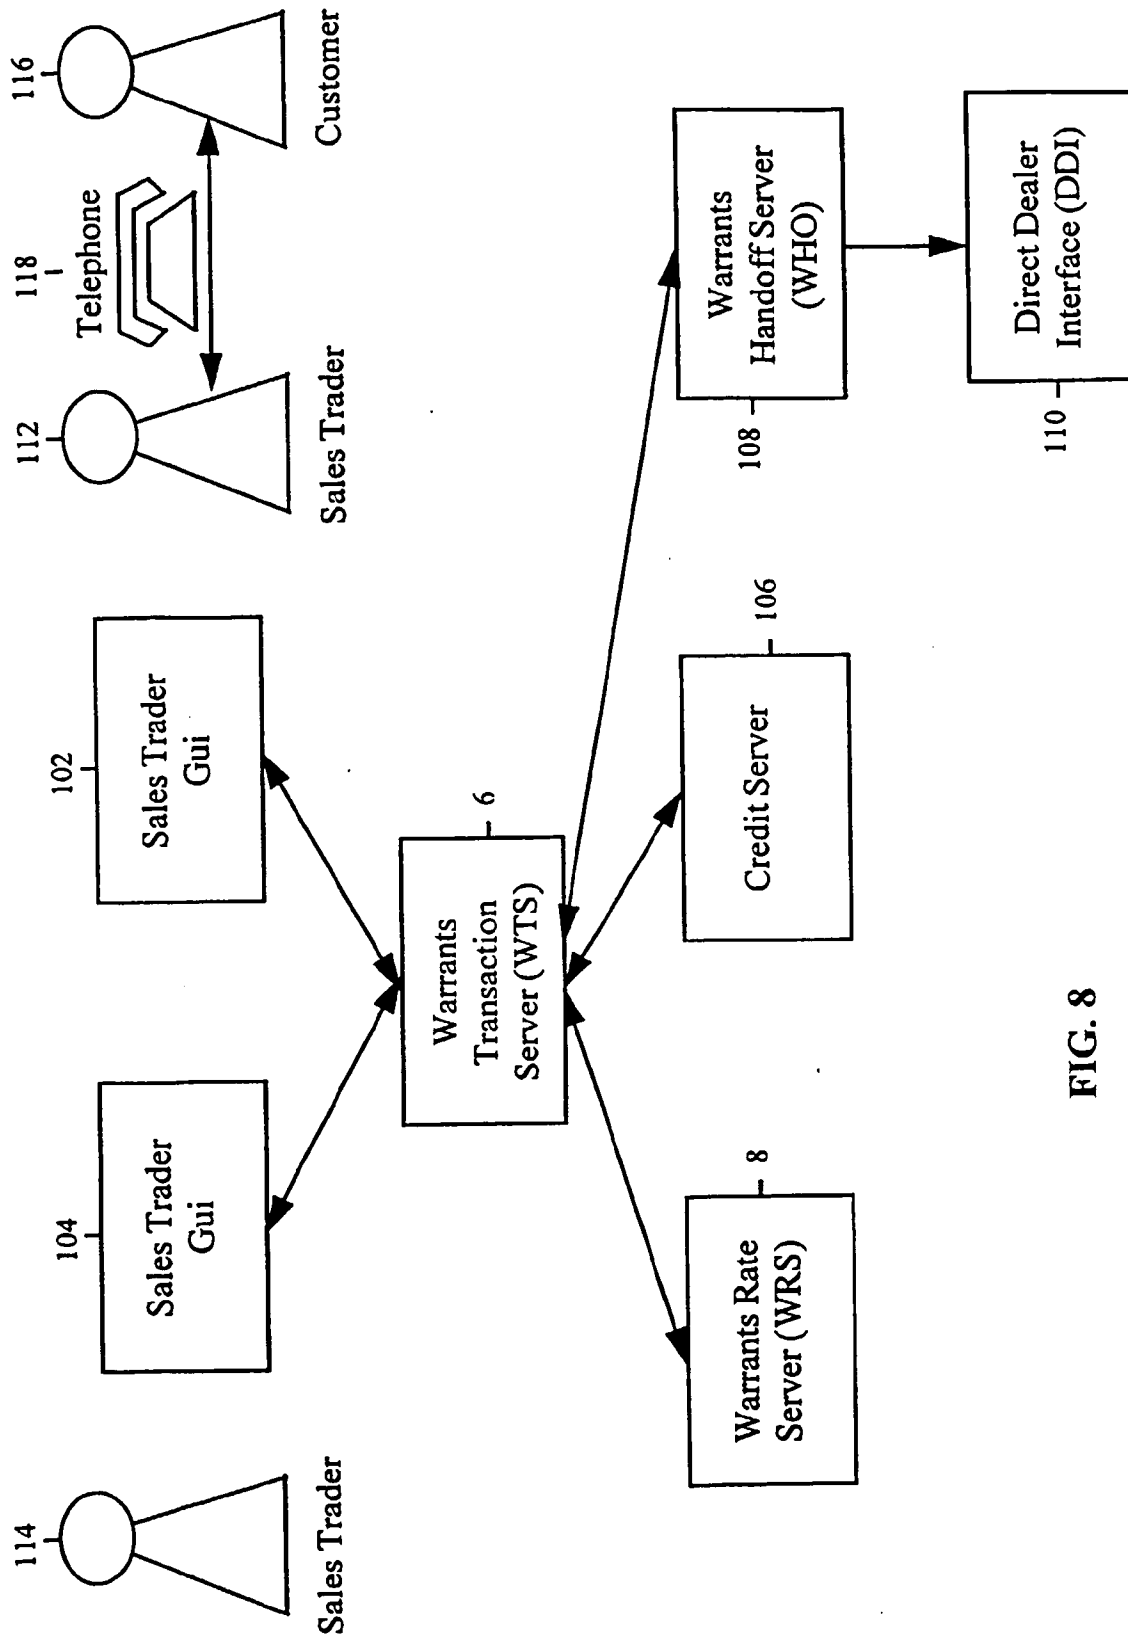 114
Sales Trader
104
Sales Trader
Gui
102
Sales Trader
Gui
112
Sales Trader
118
Telephone
116
Customer
6
Warrants
Transaction
Server (WTS)
8
Warrants Rate
Server (WRS)
106
Credit Server
108
Warrants
Handoff Server
(WHO)
110
Direct Dealer
Interface (DDI)
FIG. 8